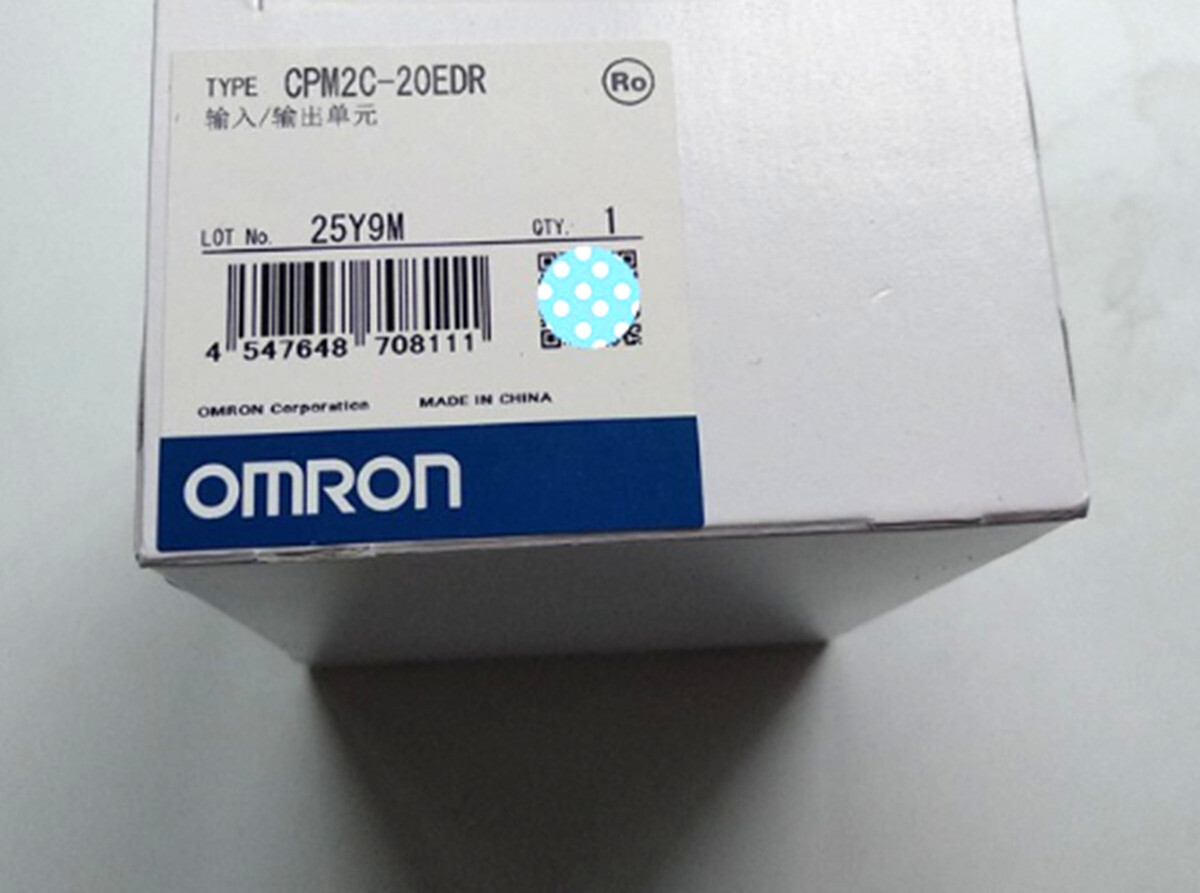 TYPE CPM2C-20EDR
Ro
输入/输出单元
LOT No. 25Y9M QTY. 1
4 547648 708111
OMRON Corporation MADE IN CHINA
OMRON